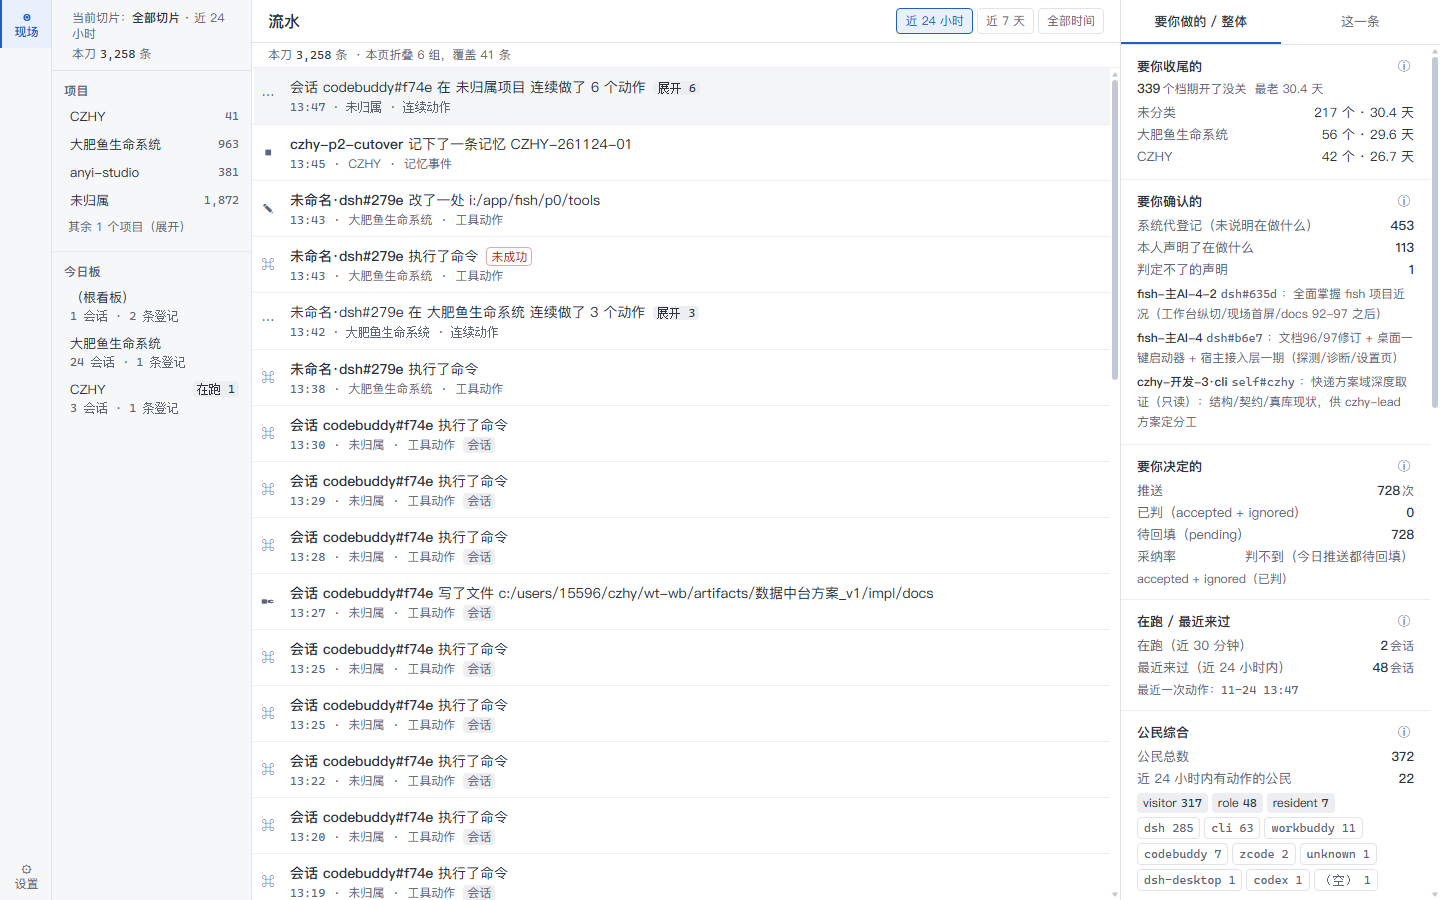 现场
设置
当前切片：全部切片 · 近 24
小时
本刀 3,258 条
项目
CZHY 41
大肥鱼生命系统 963
anyi-studio 381
未归属 1,872
其余 1 个项目（展开）
今日板
（根看板）
1 会话 · 2 条登记
大肥鱼生命系统
24 会话 · 1 条登记
CZHY 在跑 1
3 会话 · 1 条登记
流水
近 24 小时 近 7 天 全部时间
本刀 3,258 条 · 本页折叠 6 组，覆盖 41 条
会话 codebuddy#f74e 在 未归属项目 连续做了 6 个动作 展开 6
13:47 · 未归属 · 连续动作
czhy-p2-cutover 记下了一条记忆 CZHY-261124-01
13:45 · CZHY · 记忆事件
未命名·dsh#279e 改了一处 i:/app/fish/p0/tools
13:43 · 大肥鱼生命系统 · 工具动作
未命名·dsh#279e 执行了命令 未成功
13:43 · 大肥鱼生命系统 · 工具动作
未命名·dsh#279e 在 大肥鱼生命系统 连续做了 3 个动作 展开 3
13:42 · 大肥鱼生命系统 · 连续动作
未命名·dsh#279e 执行了命令
13:38 · 大肥鱼生命系统 · 工具动作
会话 codebuddy#f74e 执行了命令
13:30 · 未归属 · 工具动作 会话
会话 codebuddy#f74e 执行了命令
13:29 · 未归属 · 工具动作 会话
会话 codebuddy#f74e 执行了命令
13:28 · 未归属 · 工具动作 会话
会话 codebuddy#f74e 写了文件 c:/users/15596/czhy/wt-wb/artifacts/数据中台方案_v1/impl/docs
13:27 · 未归属 · 工具动作 会话
会话 codebuddy#f74e 执行了命令
13:25 · 未归属 · 工具动作 会话
会话 codebuddy#f74e 执行了命令
13:25 · 未归属 · 工具动作 会话
会话 codebuddy#f74e 执行了命令
13:22 · 未归属 · 工具动作 会话
会话 codebuddy#f74e 执行了命令
13:20 · 未归属 · 工具动作 会话
会话 codebuddy#f74e 执行了命令
13:19 · 未归属 · 工具动作 会话
要你做的 / 整体 这一条
要你收尾的
339 个档期开了没关 最老 30.4 天
未分类 217 个 · 30.4 天
大肥鱼生命系统 56 个 · 29.6 天
CZHY 42 个 · 26.7 天
要你确认的
系统代登记（未说明在做什么） 453
本人声明了在做什么 113
判定不了的声明 1
fish-主AI-4-2 dsh#635d ：全面掌握 fish 项目近
况（工作台纵切/现场首屏/docs 92-97 之后）
fish-主AI-4 dsh#b6e7 ：文档96/97修订 + 桌面一
键启动器 + 宿主接入层一期（探测/诊断/设置页）
czhy-开发-3·cli self#czhy ：快递方案域深度取
证（只读）：结构/契约/真库现状，供 czhy-lead
方案定分工
要你决定的
推送 728 次
已判（accepted + ignored） 0
待回填（pending） 728
采纳率 判不到（今日推送都待回填）
accepted + ignored（已判）
在跑 / 最近来过
在跑（近 30 分钟） 2 会话
最近来过（近 24 小时内） 48 会话
最近一次动作：11-24 13:47
公民综合
公民总数 372
近 24 小时内有动作的公民 22
visitor 317 role 48 resident 7
dsh 285 cli 63 workbuddy 11
codebuddy 7 zcode 2 unknown 1
dsh-desktop 1 codex 1 （空） 1